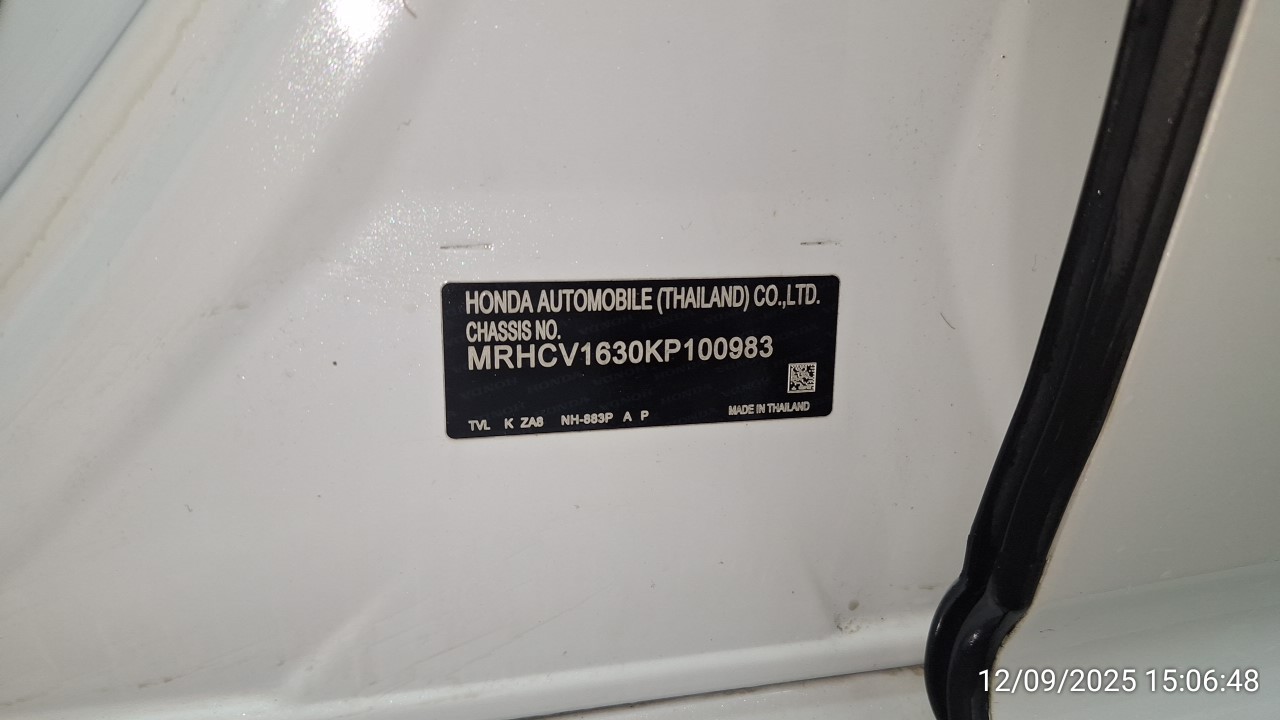 HONDA AUTOMOBILE (THAILAND) CO.,LTD.
CHASSIS NO.
MRHCV1630KP100983
TVL K ZA8 NH-883P A P
MADE IN THAILAND
12/09/2025 15:06:48